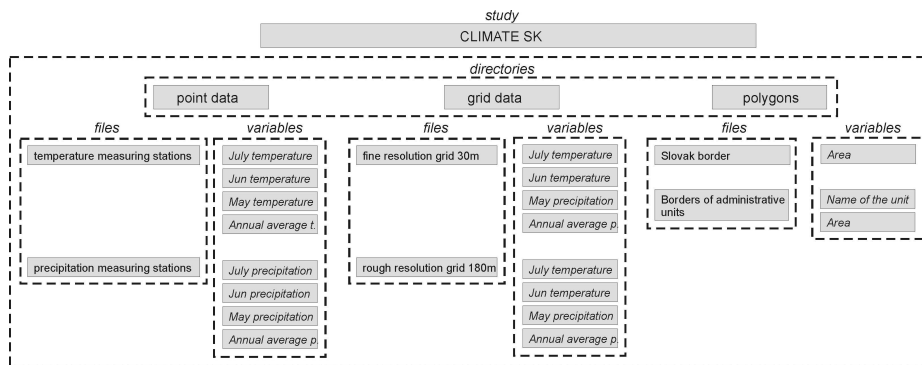 study
CLIMATE SK
directories
point data
grid data
polygons
files
variables
files
variables
files
variables
temperature measuring stations
precipitation measuring stations
July temperature
Jun temperature
May temperature
Annual average t.
July precipitation
Jun precipitation
May precipitation
Annual average p.
fine resolution grid 30m
rough resolution grid 180m
July temperature
Jun temperature
May precipitation
Annual average p.
July temperature
Jun temperature
May precipitation
Annual average p.
Slovak border
Borders of administrative
units
Area
Name of the unit
Area